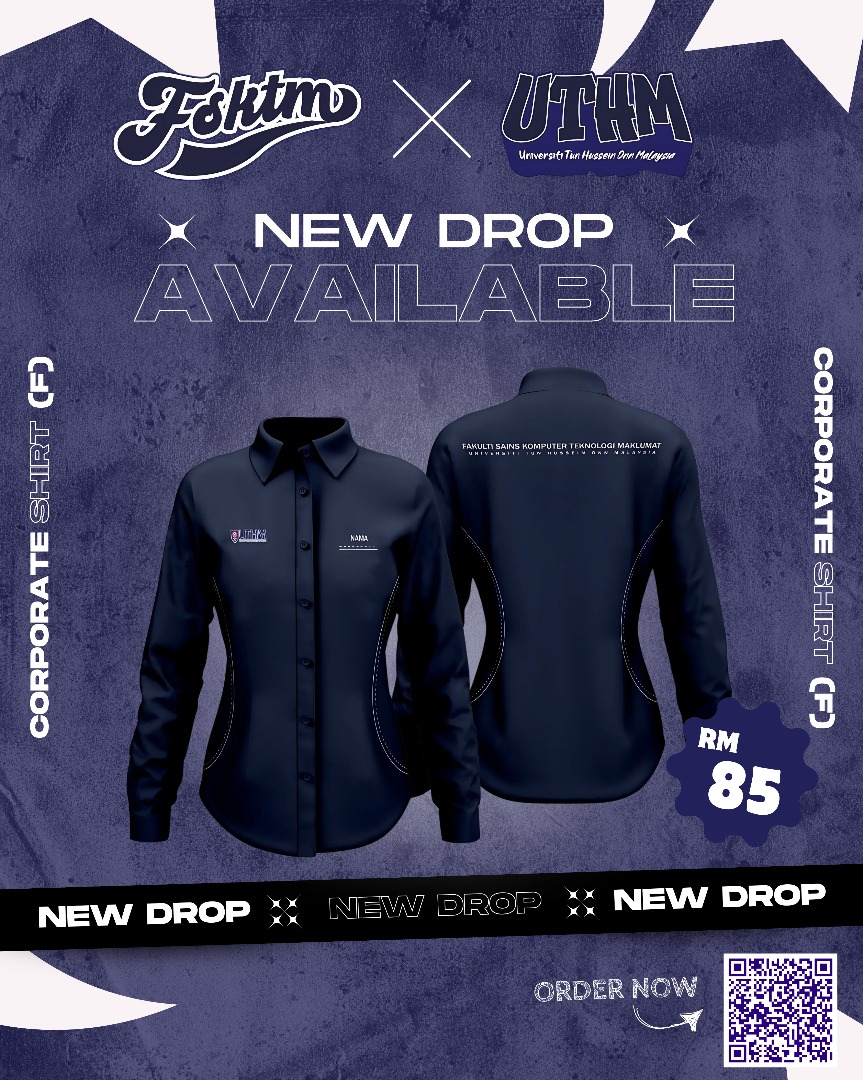 Fsktm
UTHM
Universiti Tun Hussein Onn Malaysia
NEW DROP
AVAILABLE
CORPORATE SHIRT (F)
CORPORATE SHIRT (F)
FAKULTI SAINS KOMPUTER TEKNOLOGI MAKLUMAT
UNIVERSITI TUN HUSSEIN ONN MALAYSIA
UTHM
NAMA
RM
85
NEW DROP NEW DROP NEW DROP
ORDER NOW